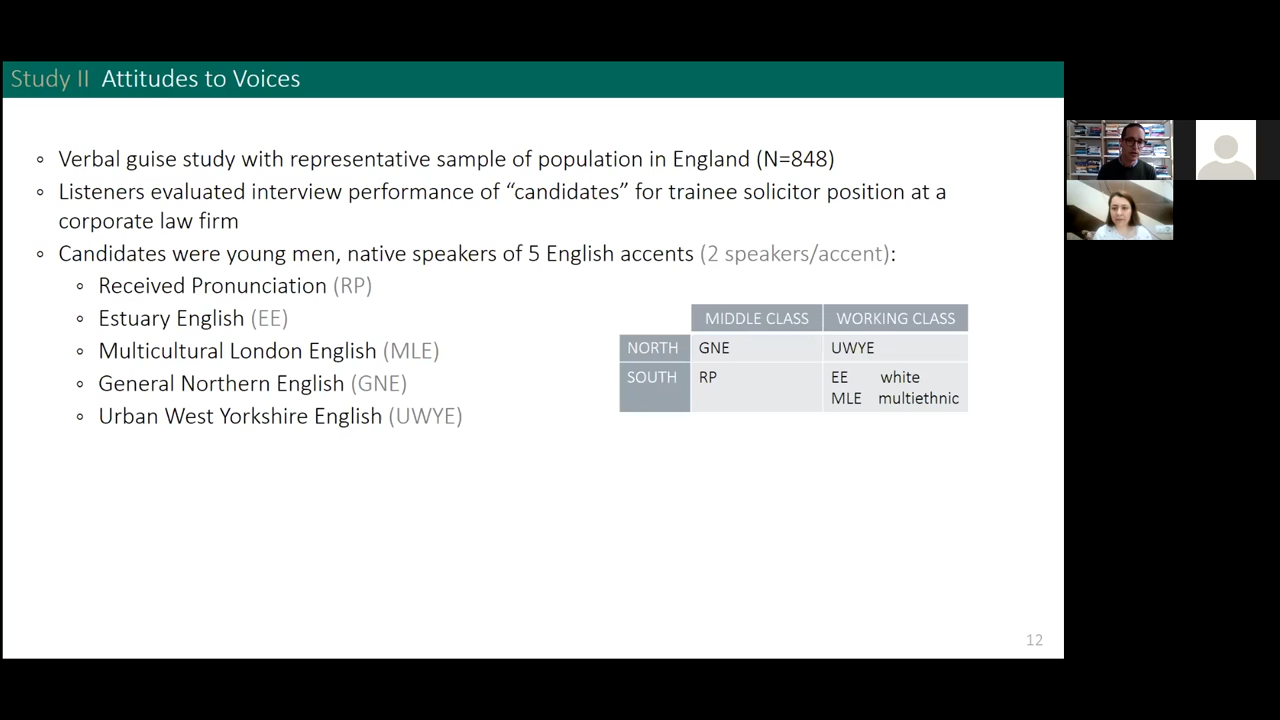 Study II Attitudes to Voices
◦ Verbal guise study with representative sample of population in England (N=848)
◦ Listeners evaluated interview performance of “candidates” for trainee solicitor position at a
corporate law firm
◦ Candidates were young men, native speakers of 5 English accents (2 speakers/accent):
◦ Received Pronunciation (RP)
◦ Estuary English (EE)
◦ Multicultural London English (MLE)
◦ General Northern English (GNE)
◦ Urban West Yorkshire English (UWYE)
MIDDLE CLASS WORKING CLASS
NORTH GNE UWYE
SOUTH RP EE white
MLE multiethnic
12